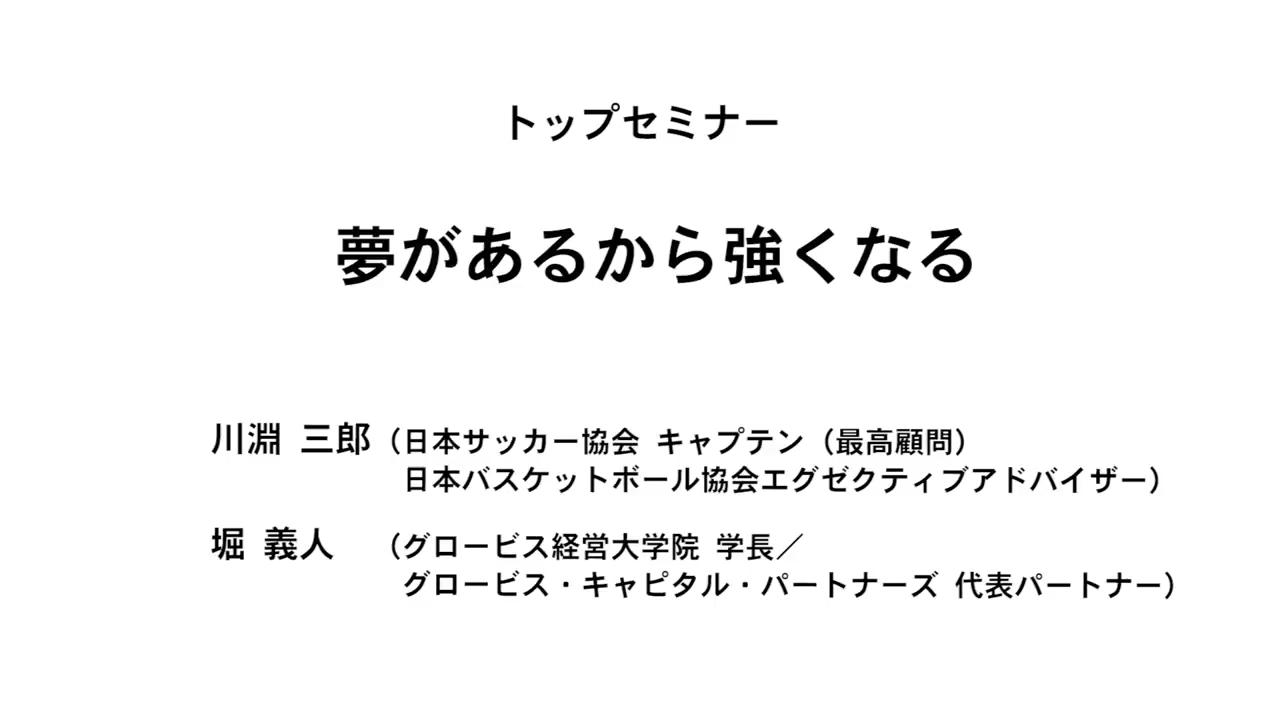 トップセミナー
夢があるから強くなる
川淵 三郎（日本サッカー協会 キャプテン（最高顧問）
日本バスケットボール協会エグゼクティブアドバイザー）
堀 義人 （グロービス経営大学院 学長／
グロービス・キャピタル・パートナーズ 代表パートナー）